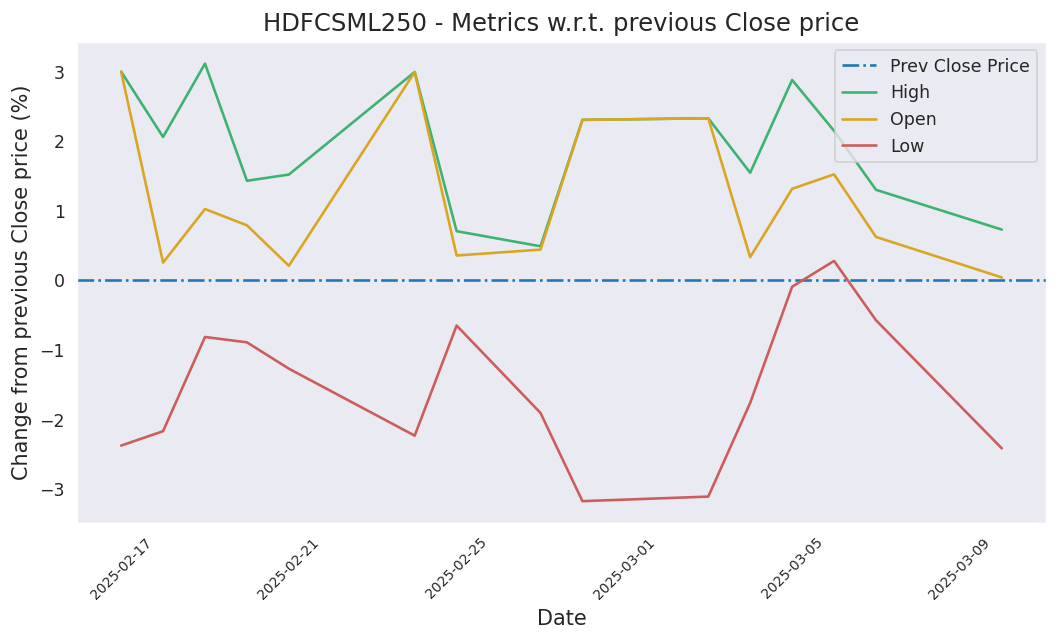 HDFCSML250 - Metrics w.r.t. previous Close price
Change from previous Close price (%)
3
2
1
0
−1
−2
−3
Prev Close Price
High
Open
Low
2025-02-17
2025-02-21
2025-02-25
2025-03-01
2025-03-05
2025-03-09
Date